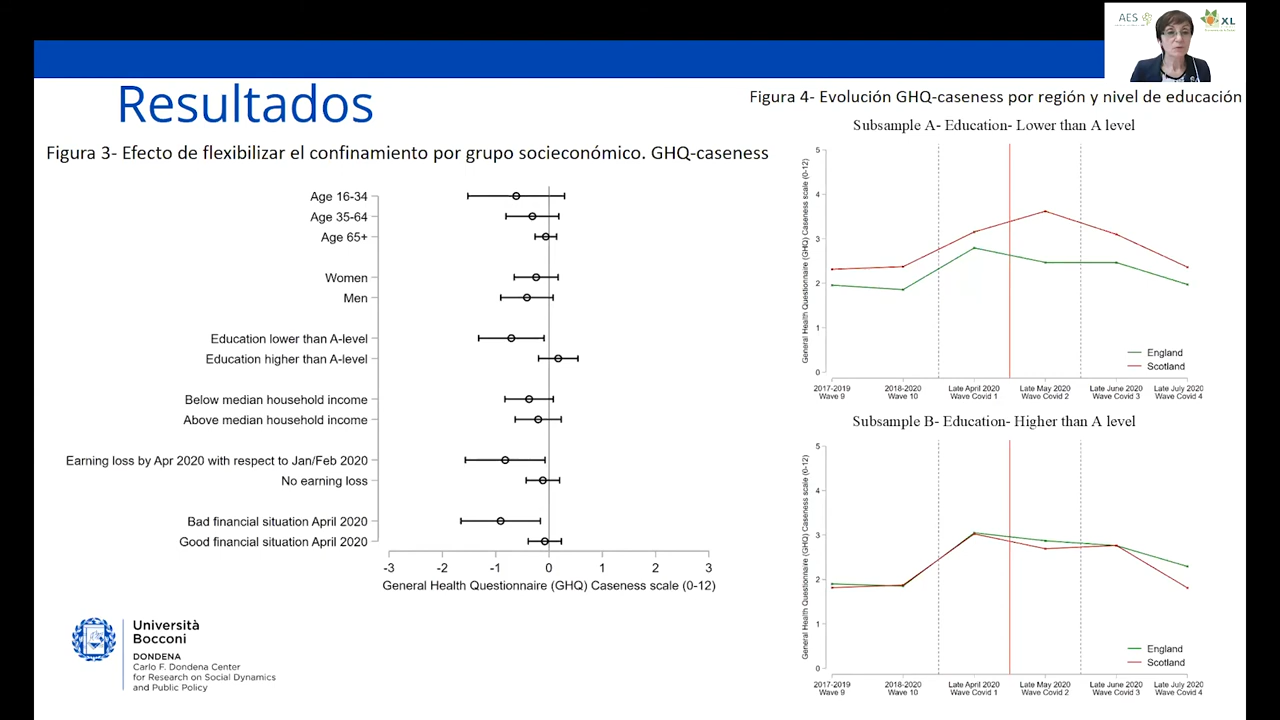 AES
XL
Resultados
Figura 3- Efecto de flexibilizar el confinamiento por grupo socieconómico. GHQ-caseness
Age 16-34
Age 35-64
Age 65+
Women
Men
Education lower than A-level
Education higher than A-level
Below median household income
Above median household income
Earning loss by Apr 2020 with respect to Jan/Feb 2020
No earning loss
Bad financial situation April 2020
Good financial situation April 2020
-3 -2 -1 0 1 2 3
General Health Questionnaire (GHQ) Caseness scale (0-12)
Università
Bocconi
DONDENA
Carlo F. Dondena Center
for Research on Social Dynamics
and Public Policy
Figura 4- Evolución GHQ-caseness por región y nivel de educación
Subsample A- Education- Lower than A level
General Health Questionnaire (GHQ) Caseness scale (0-12)
5
4
3
2
1
0
England
Scotland
2017-2019 2018-2020 Late April 2020 Late May 2020 Late June 2020 Late July 2020
Wave 9 Wave 10 Wave Covid 1 Wave Covid 2 Wave Covid 3 Wave Covid 4
Subsample B- Education- Higher than A level
General Health Questionnaire (GHQ) Caseness scale (0-12)
5
4
3
2
1
0
England
Scotland
2017-2019 2018-2020 Late April 2020 Late May 2020 Late June 2020 Late July 2020
Wave 9 Wave 10 Wave Covid 1 Wave Covid 2 Wave Covid 3 Wave Covid 4